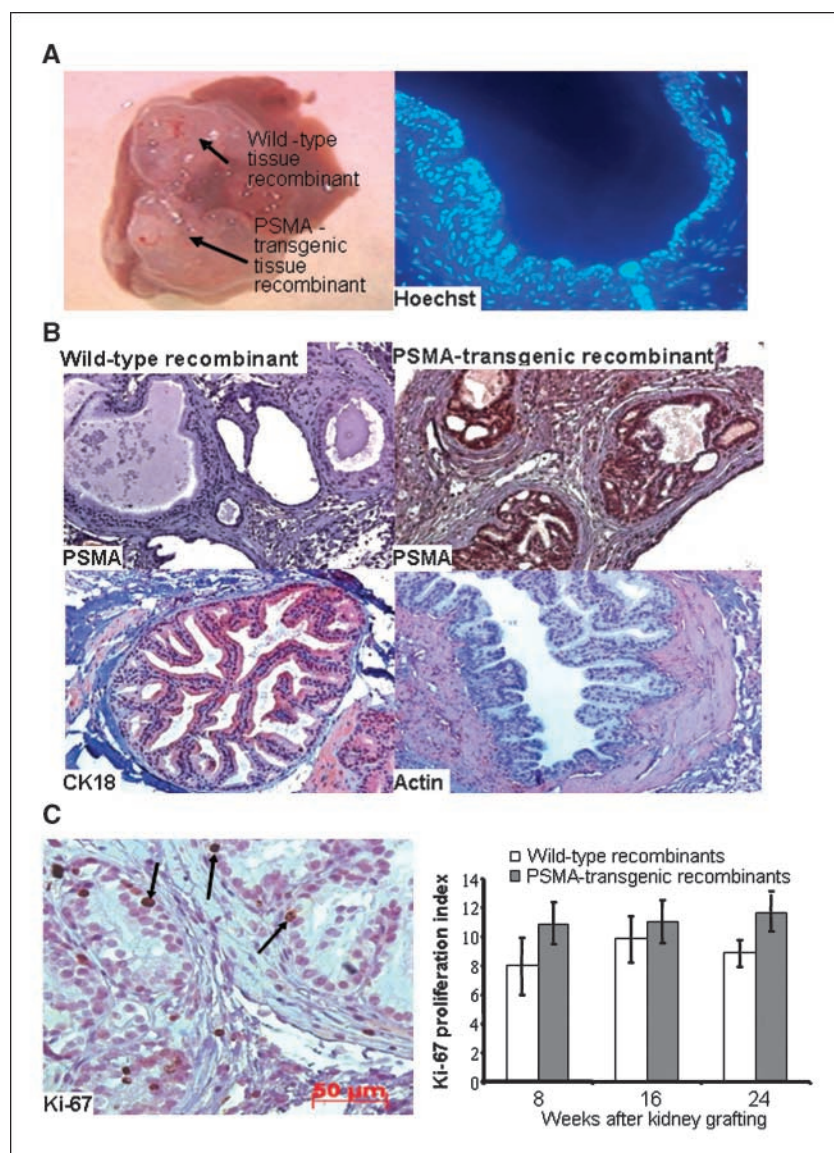 A
Wild -type
tissue
recombinant
PSMA -
transgenic
tissue
recombinant
Hoechst
B
Wild-type recombinant
PSMA-transgenic recombinant
PSMA
PSMA
CK18
Actin
C
Ki-67
50 µm
Wild-type recombinants
PSMA-transgenic recombinants
Ki-67 proliferation index
14
12
10
8
6
4
2
0
8
16
24
Weeks after kidney grafting